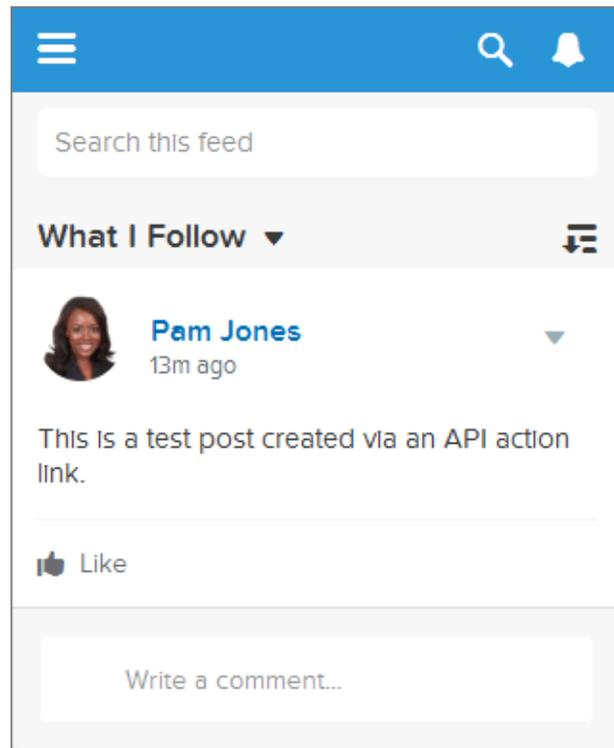 Search this feed
What I Follow
Pam Jones
13m ago
This is a test post created via an API action
link.
Like
Write a comment...